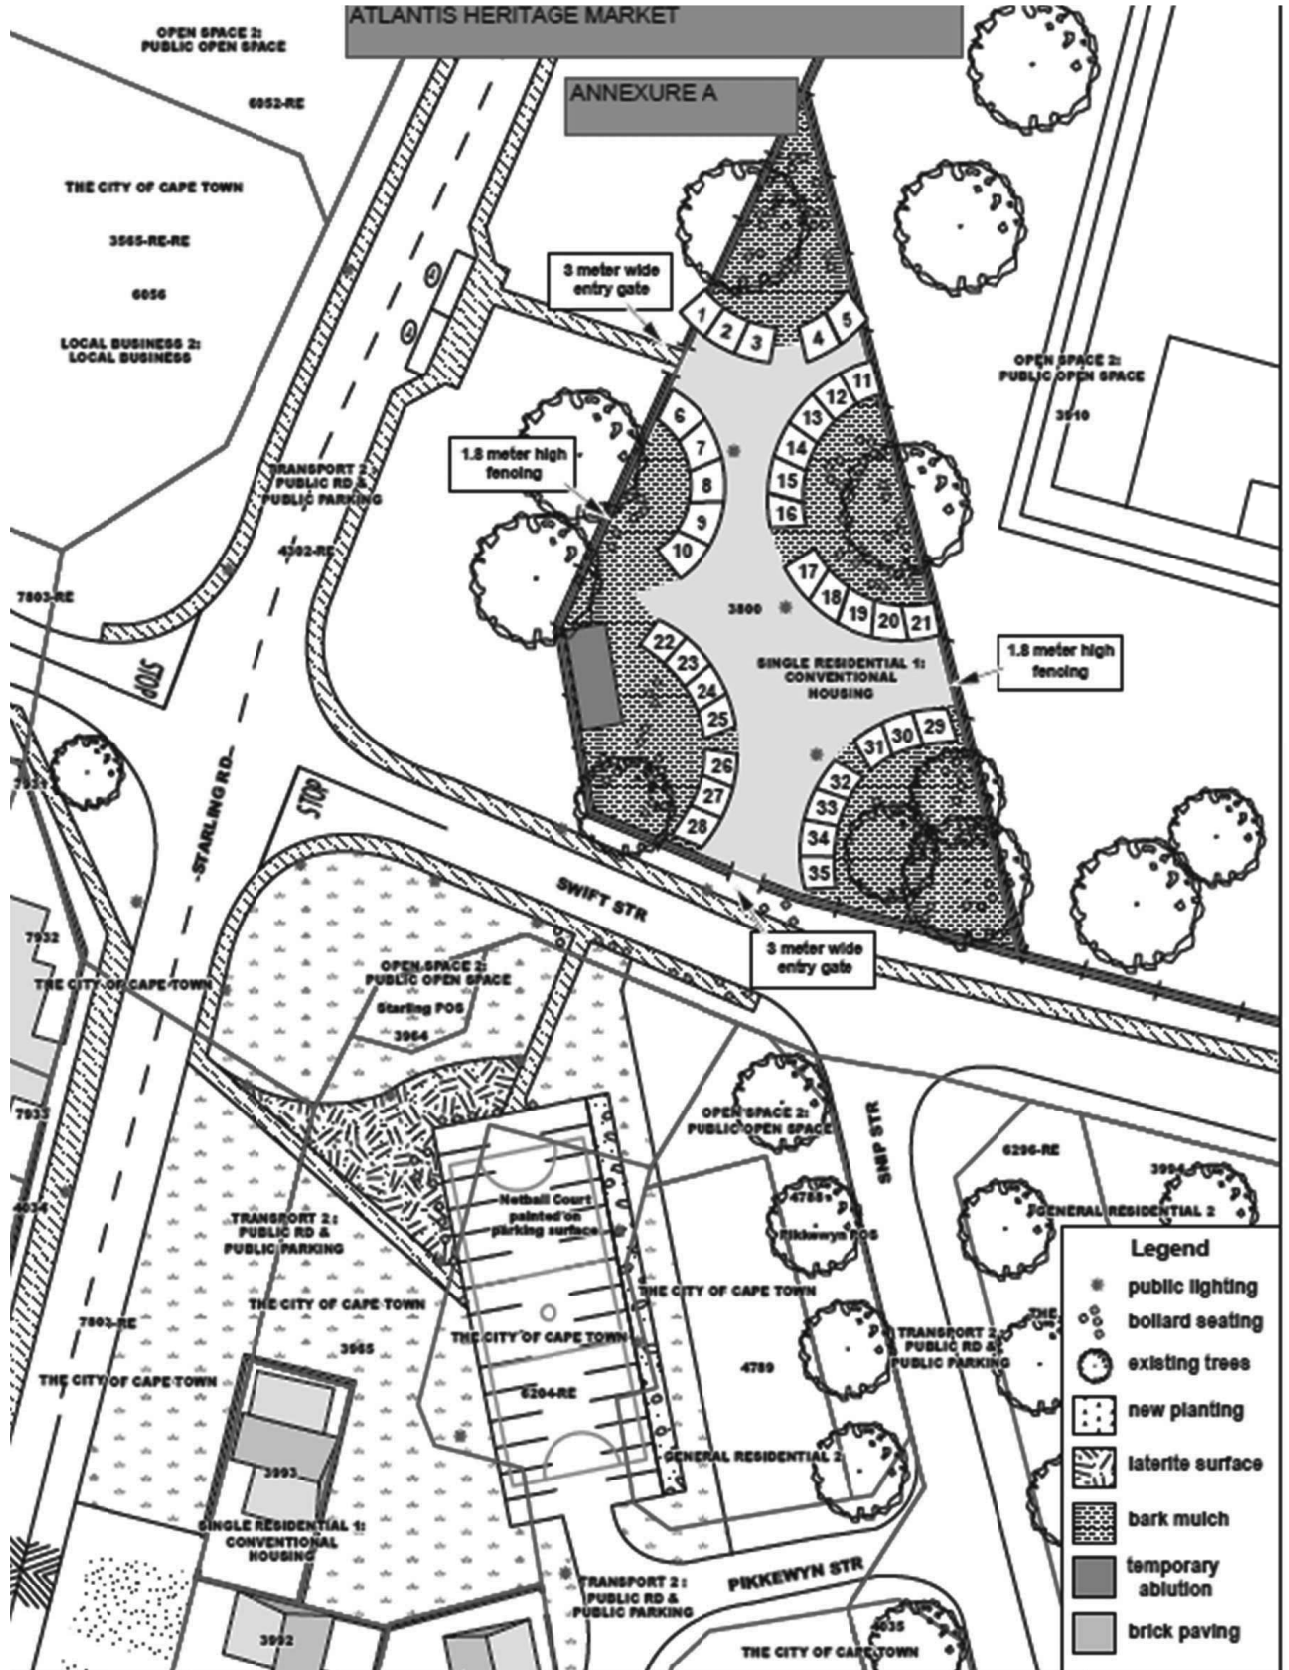 ATLANTIS HERITAGE MARKET
ANNEXURE A
OPEN SPACE 2:
PUBLIC OPEN SPACE
6052-RE
THE CITY OF CAPE TOWN
3565-RE-RE
6056
LOCAL BUSINESS 2:
LOCAL BUSINESS
3 meter wide
entry gate
1
2
3
4
5
OPEN SPACE 2:
PUBLIC OPEN SPACE
3910
6
7
8
9
10
11
12
13
14
15
16
1.8 meter high
fencing
TRANSPORT 2:
PUBLIC RD &
PUBLIC PARKING
4302-RE
7803-RE
17
18
19
20
21
3800
SINGLE RESIDENTIAL 1:
CONVENTIONAL
HOUSING
1.8 meter high
fencing
22
23
24
25
26
27
28
29
30
31
32
33
34
35
STOP
STOP
STARLING RD
SWIFT STR
3 meter wide
entry gate
7931
7932
THE CITY OF CAPE TOWN
7933
OPEN SPACE 2:
PUBLIC OPEN SPACE
Starling POS
3964
OPEN SPACE 2:
PUBLIC OPEN SPACE
SNIP STR
6296-RE
3994
GENERAL RESIDENTIAL 2
4034
Netball Court
painted on
parking surface
4788
Pikkewyn POS
TRANSPORT 2:
PUBLIC RD &
PUBLIC PARKING
THE CITY OF CAPE TOWN
THE CITY OF CAPE TOWN
THE CITY OF CAPE TOWN
3965
6204-RE
4789
TRANSPORT 2:
PUBLIC RD &
PUBLIC PARKING
THE
THE CITY OF CAPE TOWN
GENERAL RESIDENTIAL 2
3993
SINGLE RESIDENTIAL 1:
CONVENTIONAL
HOUSING
3992
TRANSPORT 2:
PUBLIC RD &
PUBLIC PARKING
PIKKEWYN STR
THE CITY OF CAPE TOWN
Legend
public lighting
bollard seating
existing trees
new planting
laterite surface
bark mulch
temporary
ablution
brick paving